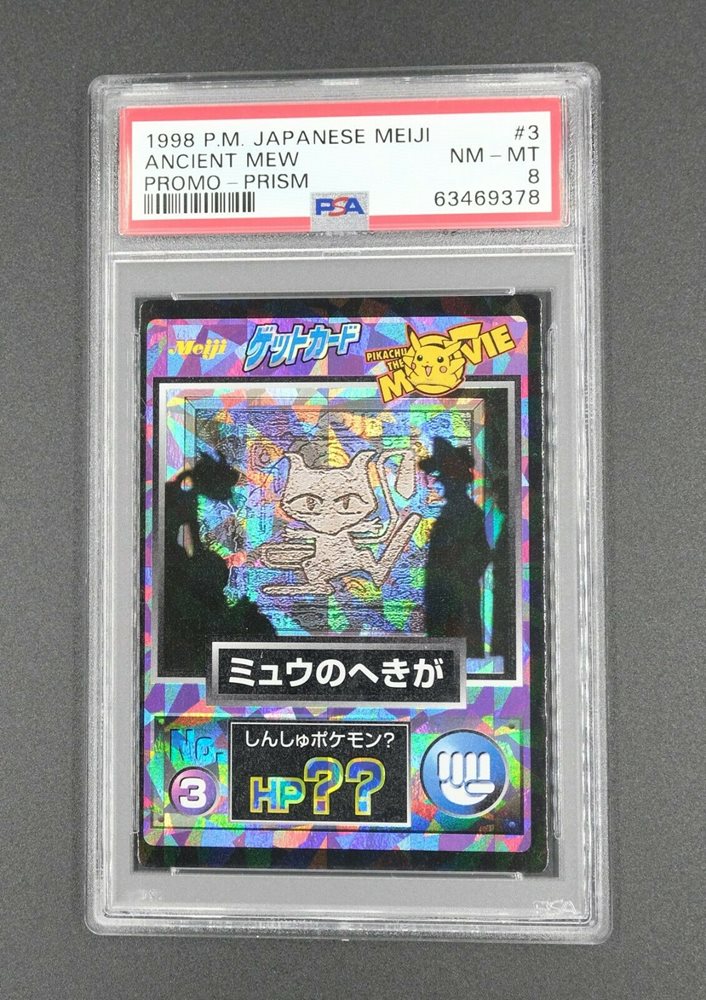 1998 P.M. JAPANESE MEIJI #3
ANCIENT MEW NM - MT
PROMO - PRISM 8
PSA 63469378
Meiji ゲットカード PIKACHU THE MOVIE
ミュウのへきが
No. しんしゅポケモン?
3 HP??
PSA